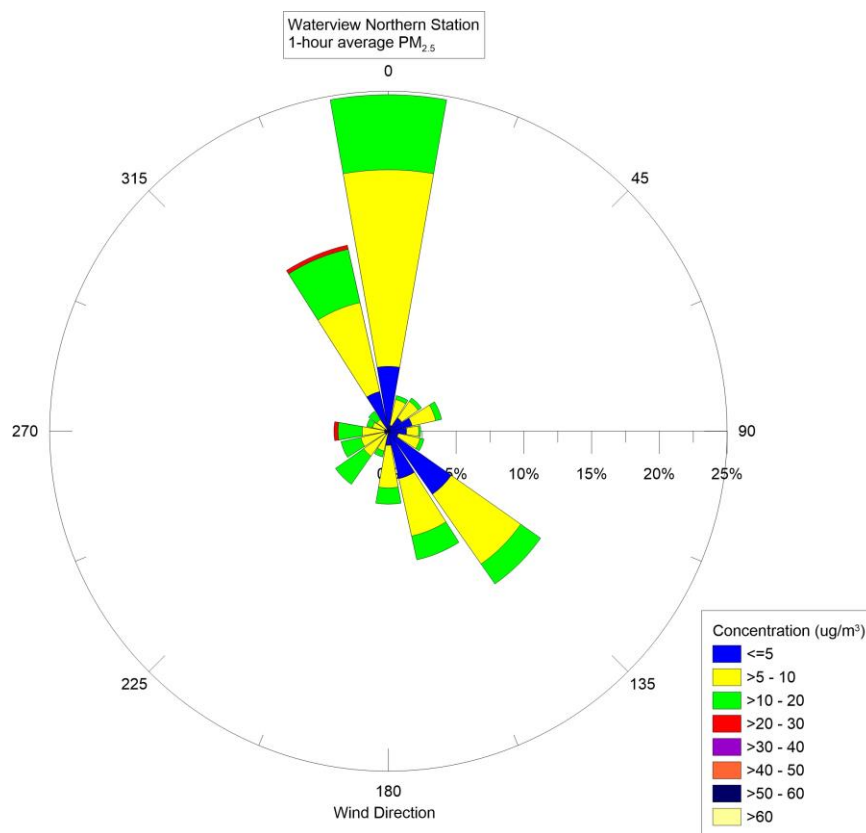 Waterview Northern Station
1-hour average PM₂.₅
0
315
45
270
90
5%
10%
15%
20%
25%
225
135
180
Wind Direction
Concentration (ug/m³)
<=5
>5 - 10
>10 - 20
>20 - 30
>30 - 40
>40 - 50
>50 - 60
>60